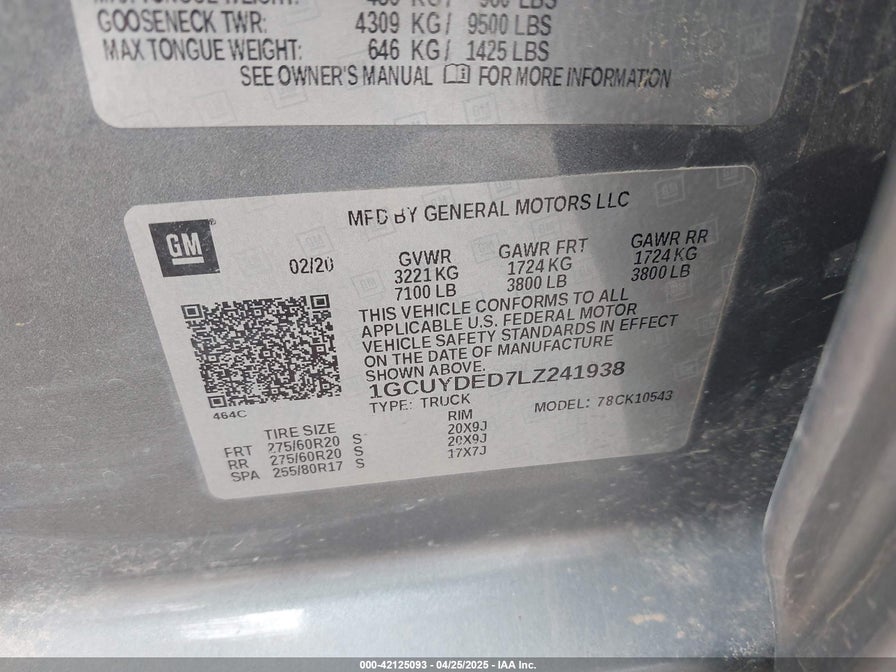 GOOSENECK TWR: 4309 KG/ 9500 LBS
MAX TONGUE WEIGHT: 646 KG/ 1425 LBS
SEE OWNER'S MANUAL FOR MORE INFORMATION
MFD BY GENERAL MOTORS LLC
GM
02/20
GVWR GAWR FRT GAWR RR
3221 KG 1724 KG 1724 KG
7100 LB 3800 LB 3800 LB
THIS VEHICLE CONFORMS TO ALL
APPLICABLE U.S. FEDERAL MOTOR
VEHICLE SAFETY STANDARDS IN EFFECT
ON THE DATE OF MANUFACTURE
SHOWN ABOVE.
1GCUYDED7LZ241938
TYPE: TRUCK MODEL: 78CK10543
464C
TIRE SIZE RIM
FRT 275/60R20 S 20X9J
RR 275/60R20 S 20X9J
SPA 255/80R17 S 17X7J
000-42125093 - 04/25/2025 - IAA Inc.